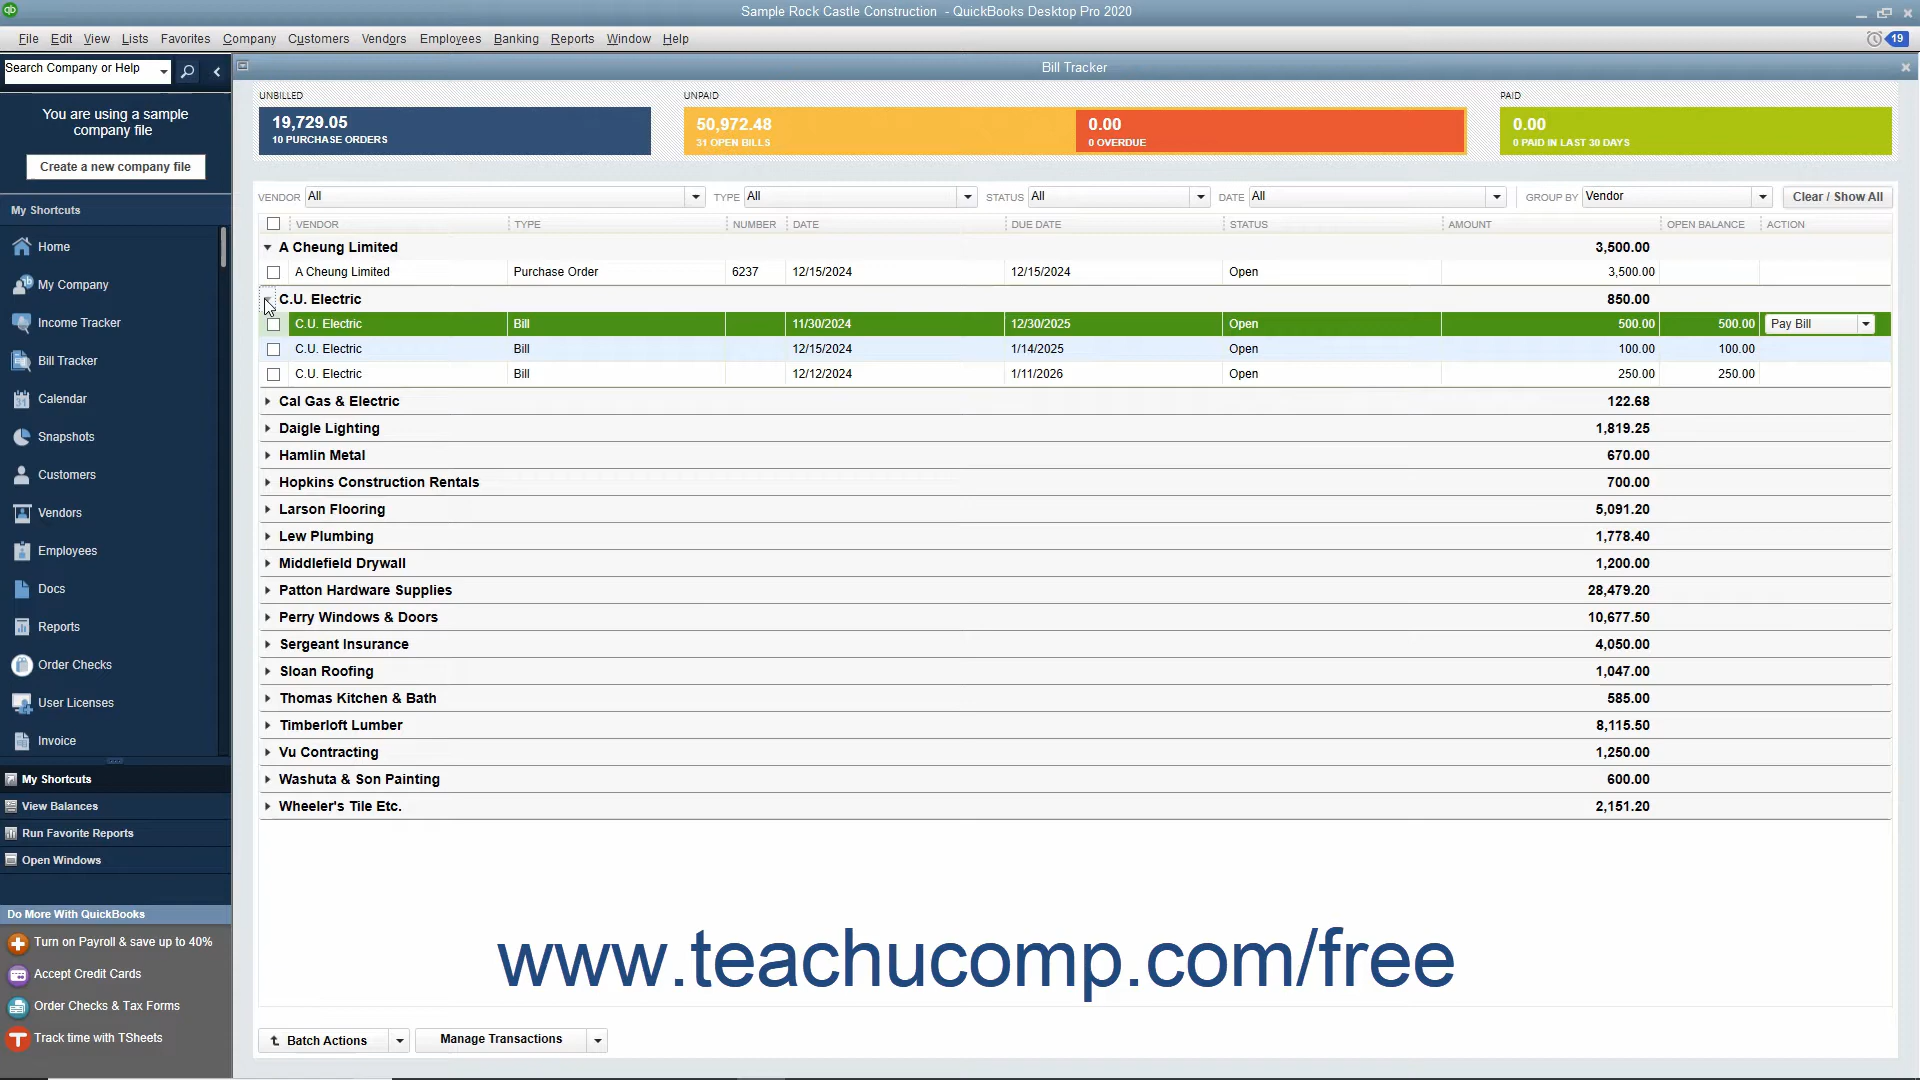 Sample Rock Castle Construction - QuickBooks Desktop Pro 2020
File Edit View Lists Favorites Company Customers Vendors Employees Banking Reports Window Help
19
Search Company or Help
Bill Tracker
You are using a sample
company file
Create a new company file
My Shortcuts
Home
My Company
Income Tracker
Bill Tracker
Calendar
Snapshots
Customers
Vendors
Employees
Docs
Reports
Order Checks
User Licenses
Invoice
My Shortcuts
View Balances
Run Favorite Reports
Open Windows
Do More With QuickBooks
Turn on Payroll & save up to 40%
Accept Credit Cards
Order Checks & Tax Forms
Track time with TSheets
UNBILLED UNPAID PAID
19,729.05 50,972.48 0.00 0.00
10 PURCHASE ORDERS 31 OPEN BILLS 0 OVERDUE 0 PAID IN LAST 30 DAYS
VENDOR All TYPE All STATUS All DATE All GROUP BY Vendor Clear / Show All
VENDOR TYPE NUMBER DATE DUE DATE STATUS AMOUNT OPEN BALANCE ACTION
A Cheung Limited 3,500.00
A Cheung Limited Purchase Order 6237 12/15/2024 12/15/2024 Open 3,500.00
C.U. Electric 850.00
C.U. Electric Bill 11/30/2024 12/30/2025 Open 500.00 500.00 Pay Bill
C.U. Electric Bill 12/15/2024 1/14/2025 Open 100.00 100.00
C.U. Electric Bill 12/12/2024 1/11/2026 Open 250.00 250.00
Cal Gas & Electric 122.68
Daigle Lighting 1,819.25
Hamlin Metal 670.00
Hopkins Construction Rentals 700.00
Larson Flooring 5,091.20
Lew Plumbing 1,778.40
Middlefield Drywall 1,200.00
Patton Hardware Supplies 28,479.20
Perry Windows & Doors 10,677.50
Sergeant Insurance 4,050.00
Sloan Roofing 1,047.00
Thomas Kitchen & Bath 585.00
Timberloft Lumber 8,115.50
Vu Contracting 1,250.00
Washuta & Son Painting 600.00
Wheeler's Tile Etc. 2,151.20
www.teachucomp.com/free
Batch Actions Manage Transactions